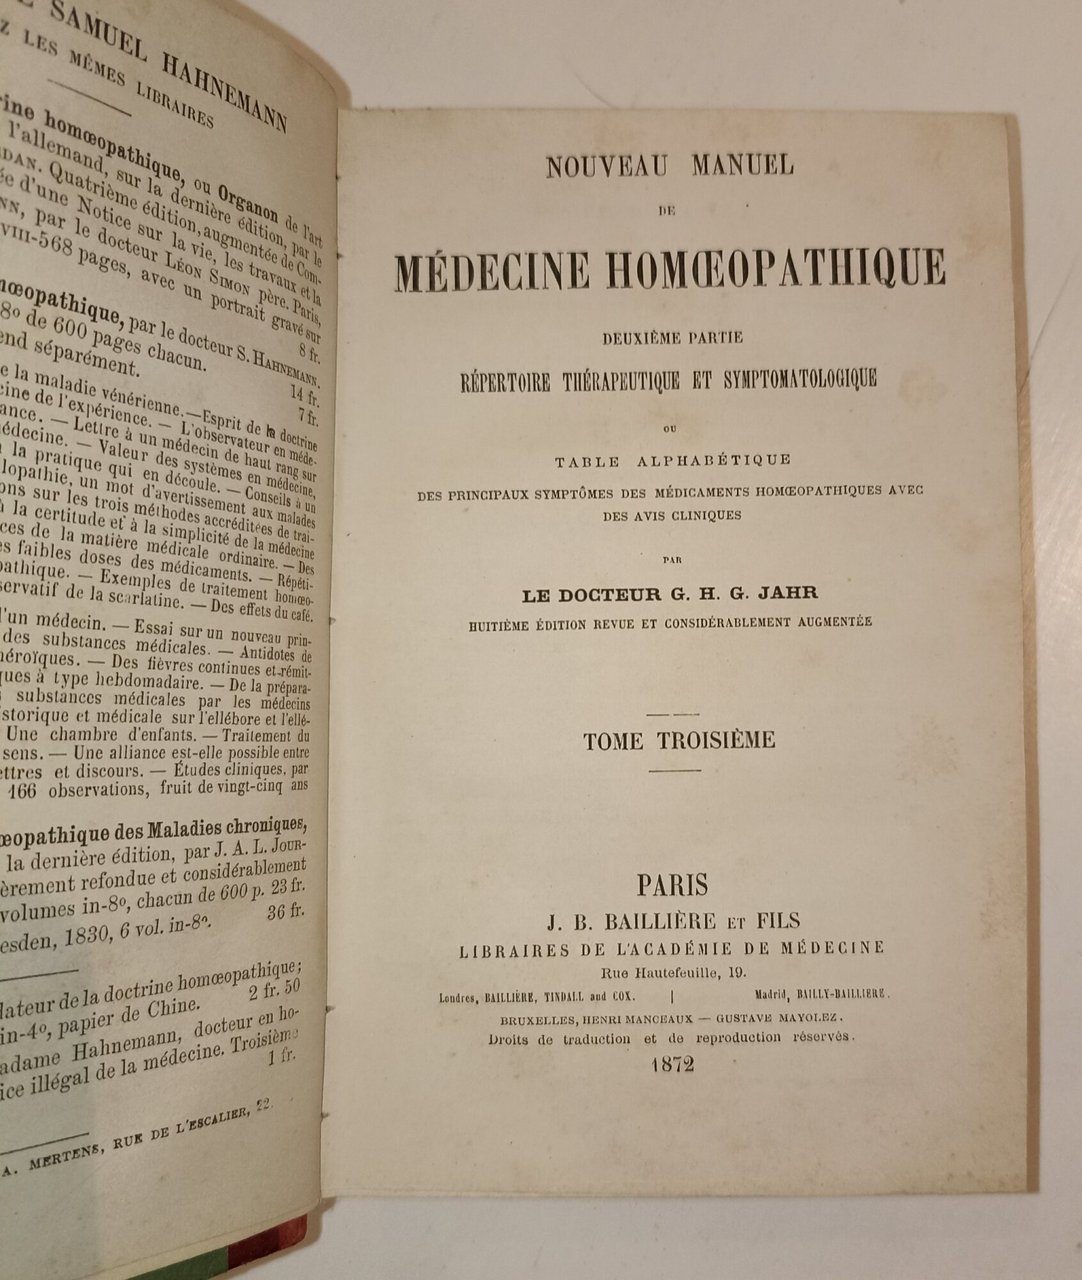 SAMUEL HAHNEMANN
LES MÊMES LIBRAIRES
homœopathique, ou Organon de l'art
l'allemand, sur la dernière édition, par le
Quatrième édition, augmentée de Com-
d'une Notice sur la vie, les travaux et la
par le docteur LÉON SIMON père. Paris,
VIII-568 pages, avec un portrait gravé sur
8 fr.
par le docteur S. HAHNEMANN.
8º de 600 pages chacun.
14 fr.
séparément.
7 fr.
la maladie vénérienne. — Esprit de la doctrine
de l'expérience. — L'observateur en méde-
— Lettre à un médecin de haut rang sur
— Valeur des systèmes en médecine,
la pratique qui en découle. — Conseils à un
un mot d'avertissement aux malades
sur les trois méthodes accréditées de trai-
à la certitude et à la simplicité de la médecine
de la matière médicale ordinaire. — Des
faibles doses des médicaments. — Répéti-
— Exemples de traitement homœo-
de la scarlatine. — Des effets du café.
d'un médecin. — Essai sur un nouveau prin-
des substances médicales. — Antidotes de
— Des fièvres continues et rémit-
à type hebdomadaire. — De la prépara-
substances médicales par les médecins
et médicale sur l'ellébore et l'ellé-
Une chambre d'enfants. — Traitement du
sens. — Une alliance est-elle possible entre
et discours. — Études cliniques, par
166 observations, fruit de vingt-cinq ans
des Maladies chroniques,
la dernière édition, par J. A. L. JOUR-
refondue et considérablement
volumes in-8º, chacun de 600 p. 23 fr.
1830, 6 vol. in-8º. 36 fr.
de la doctrine homœopathique;
in-4º, papier de Chine. 2 fr. 50
Hahnemann, docteur en ho-
illégal de la médecine. Troisième
1 fr.
A. MERTENS, RUE DE L'ESCALIER, 22.
NOUVEAU MANUEL
DE
MÉDECINE HOMŒOPATHIQUE
DEUXIÈME PARTIE
RÉPERTOIRE THÉRAPEUTIQUE ET SYMPTOMATOLOGIQUE
OU
TABLE ALPHABÉTIQUE
DES PRINCIPAUX SYMPTÔMES DES MÉDICAMENTS HOMŒOPATHIQUES AVEC
DES AVIS CLINIQUES
PAR
LE DOCTEUR G. H. G. JAHR
HUITIÈME ÉDITION REVUE ET CONSIDÉRABLEMENT AUGMENTÉE
TOME TROISIÈME
PARIS
J. B. BAILLIÈRE ET FILS
LIBRAIRES DE L'ACADÉMIE DE MÉDECINE
Rue Hautefeuille, 19.
Londres, BAILLIÈRE, TINDALL and COX. | Madrid, BAILLY-BAILLIÈRE.
BRUXELLES, HENRI MANCEAUX — GUSTAVE MAYOLEZ.
Droits de traduction et de reproduction réservés.
1872